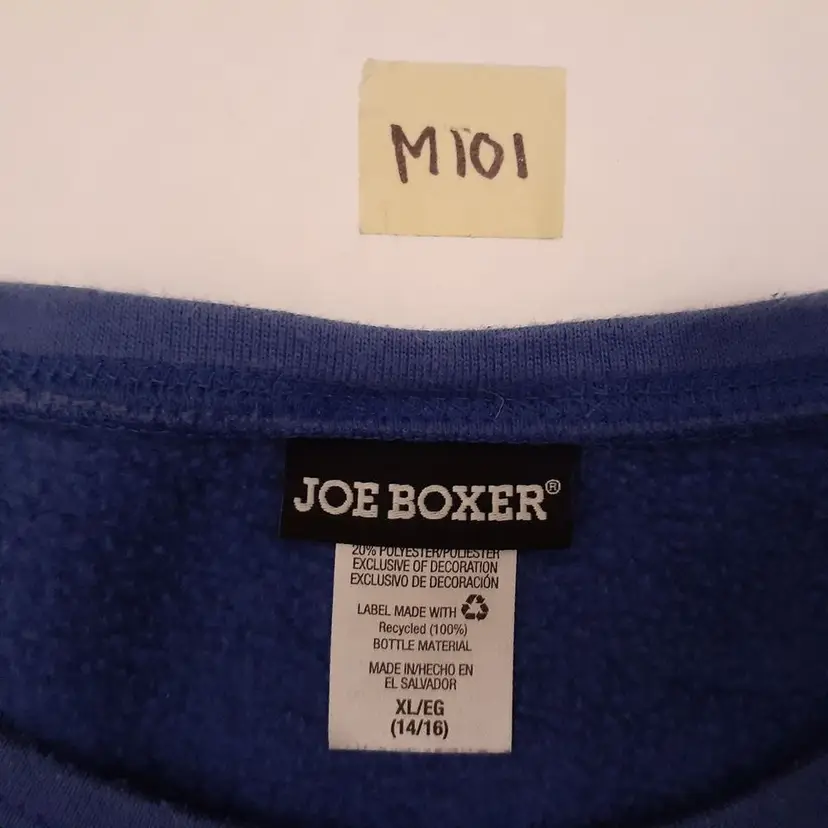 M101
JOE BOXER®
20% POLYESTER/POLIESTER
EXCLUSIVE OF DECORATION
EXCLUSIVO DE DECORACIÓN
LABEL MADE WITH
Recycled (100%)
BOTTLE MATERIAL
MADE IN/HECHO EN
EL SALVADOR
XL/EG
(14/16)